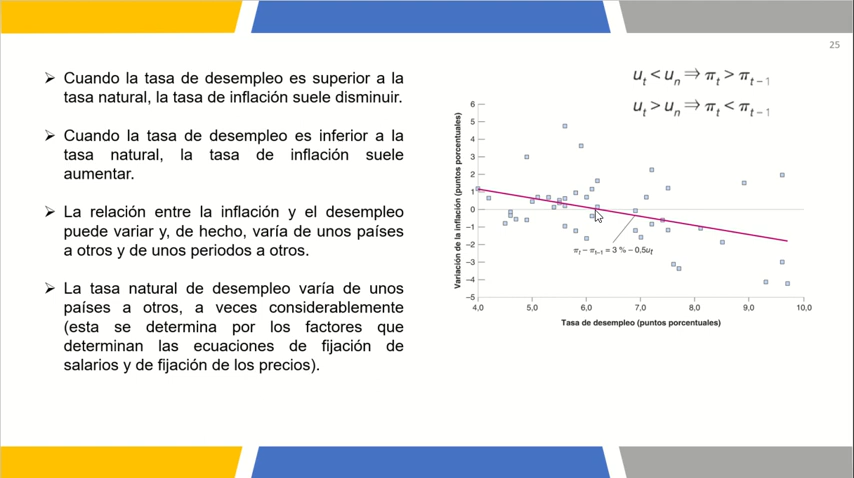 25
➢ Cuando la tasa de desempleo es superior a la
tasa natural, la tasa de inflación suele disminuir.
➢ Cuando la tasa de desempleo es inferior a la
tasa natural, la tasa de inflación suele
aumentar.
➢ La relación entre la inflación y el desempleo
puede variar y, de hecho, varía de unos países
a otros y de unos periodos a otros.
➢ La tasa natural de desempleo varía de unos
países a otros, a veces considerablemente
(esta se determina por los factores que
determinan las ecuaciones de fijación de
salarios y de fijación de los precios).
uₜ < uₙ ⇒ πₜ > πₜ₋₁
uₜ > uₙ ⇒ πₜ < πₜ₋₁
Variación de la inflación (puntos porcentuales)
6
5
4
3
2
1
0
−1
−2
−3
−4
−5
πₜ − πₜ₋₁ = 3 % − 0.5uₜ
4,0 5,0 6,0 7,0 8,0 9,0 10,0
Tasa de desempleo (puntos porcentuales)